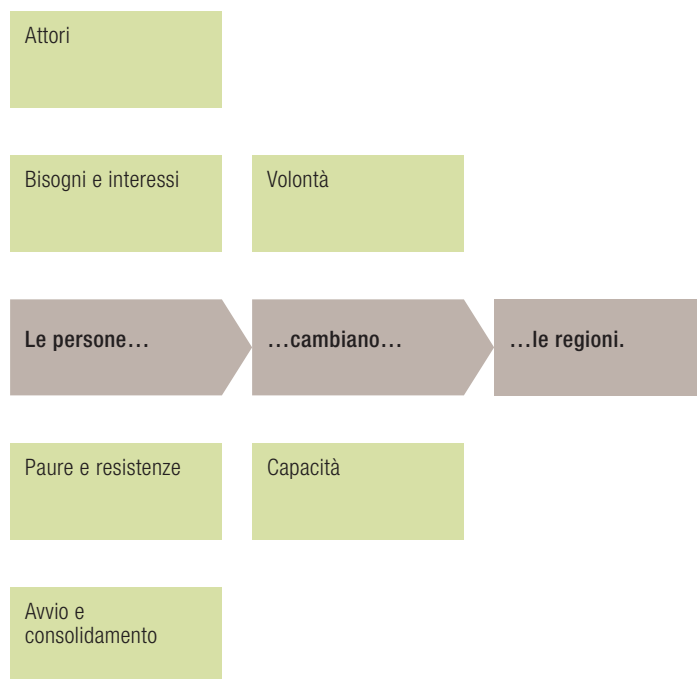 Attori
Bisogni e interessi
Volontà
Le persone…
…cambiano…
…le regioni.
Paure e resistenze
Capacità
Avvio e
consolidamento